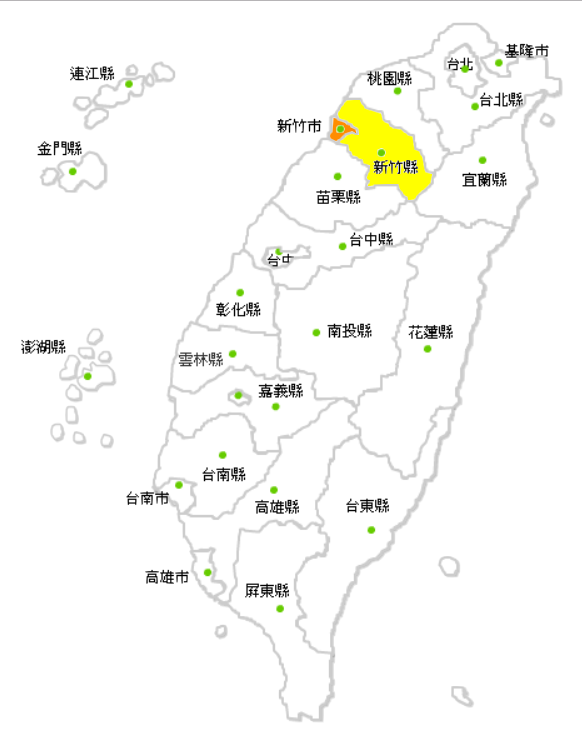 基隆市
台北
連江縣
桃園縣
台北縣
新竹市
金門縣
新竹縣
宜蘭縣
苗栗縣
台中縣
台中
彰化縣
南投縣
花蓮縣
澎湖縣
雲林縣
嘉義縣
台南縣
台南市
高雄縣
台東縣
高雄市
屏東縣